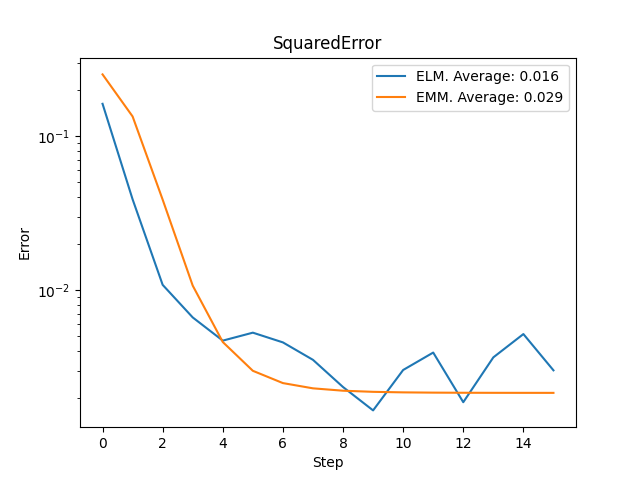 SquaredError
ELM. Average: 0.016
EMM. Average: 0.029
10⁻¹
10⁻²
Error
0 2 4 6 8 10 12 14
Step